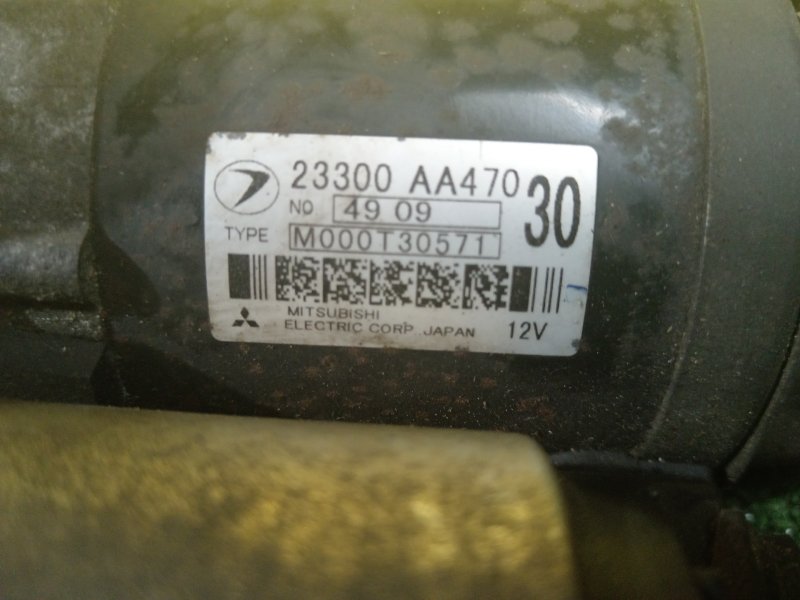 23300 AA470 30
NO 49 09
TYPE M000T30571
MITSUBISHI
ELECTRIC CORP. JAPAN 12V